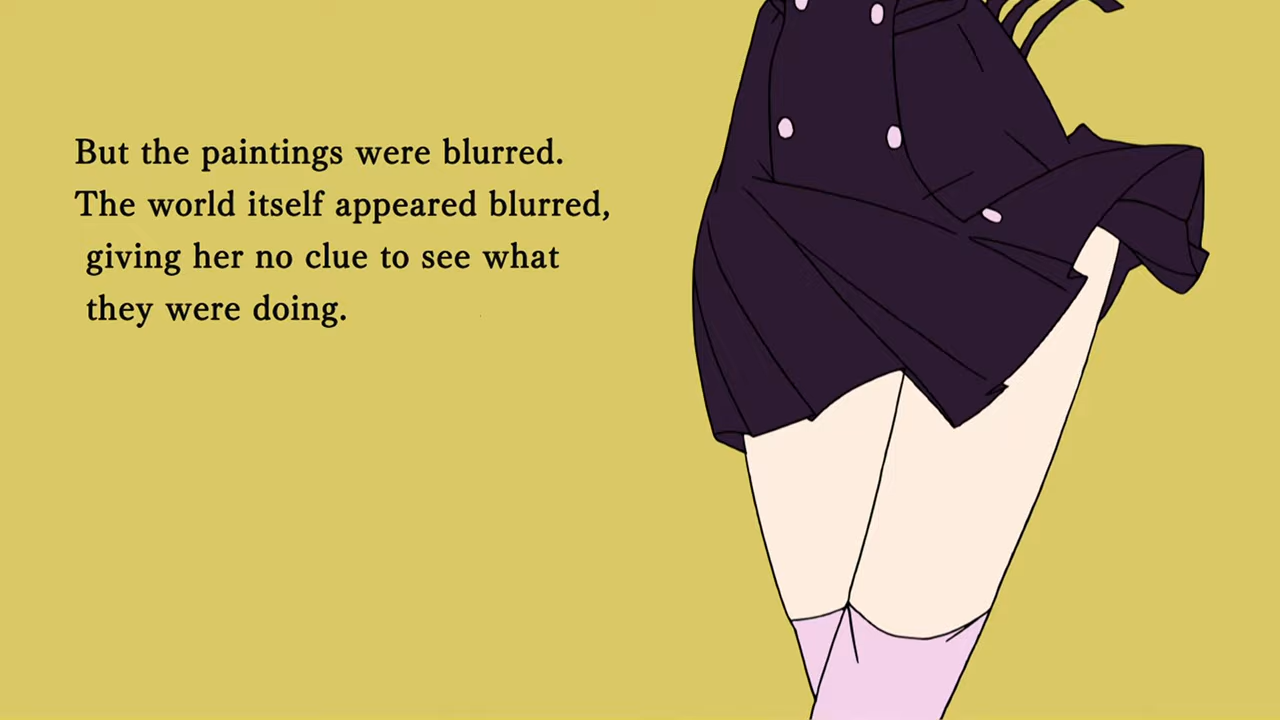 But the paintings were blurred.
The world itself appeared blurred,
giving her no clue to see what
they were doing.